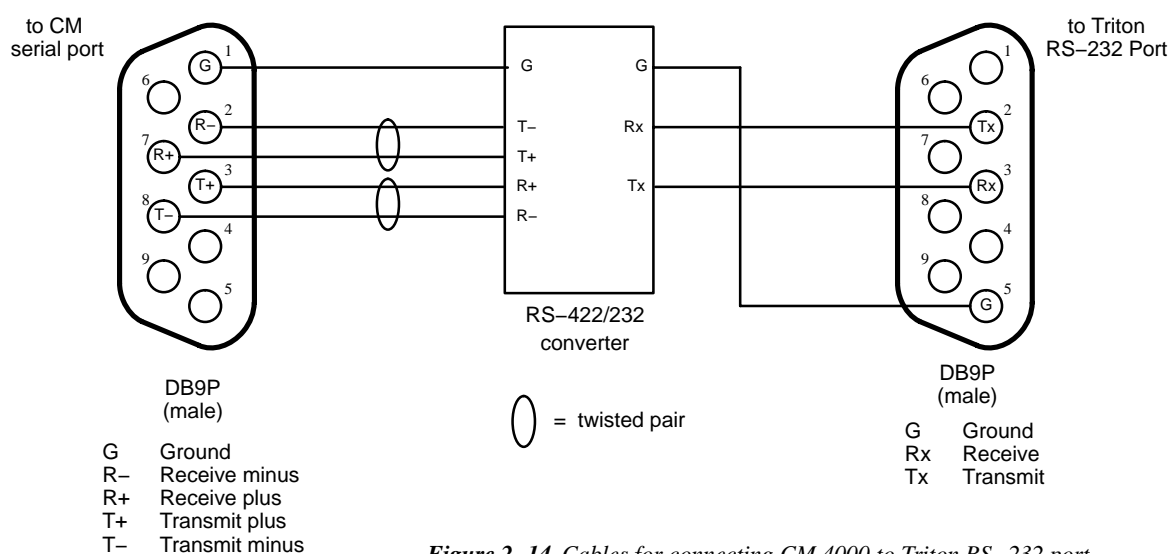 to CM
serial port
1
G
6
2
R−
7
R+
3
T+
8
T−
4
9
5
DB9P
(male)
G Ground
R− Receive minus
R+ Receive plus
T+ Transmit plus
T− Transmit minus
G G
T− Rx
T+
R+ Tx
R−
RS−422/232
converter
= twisted pair
to Triton
RS−232 Port
1
6
2
Tx
7
3
Rx
8
4
9
5
G
DB9P
(male)
G Ground
Rx Receive
Tx Transmit
Figure 2–14 Cables for connecting CM 4000 to Triton RS–232 port